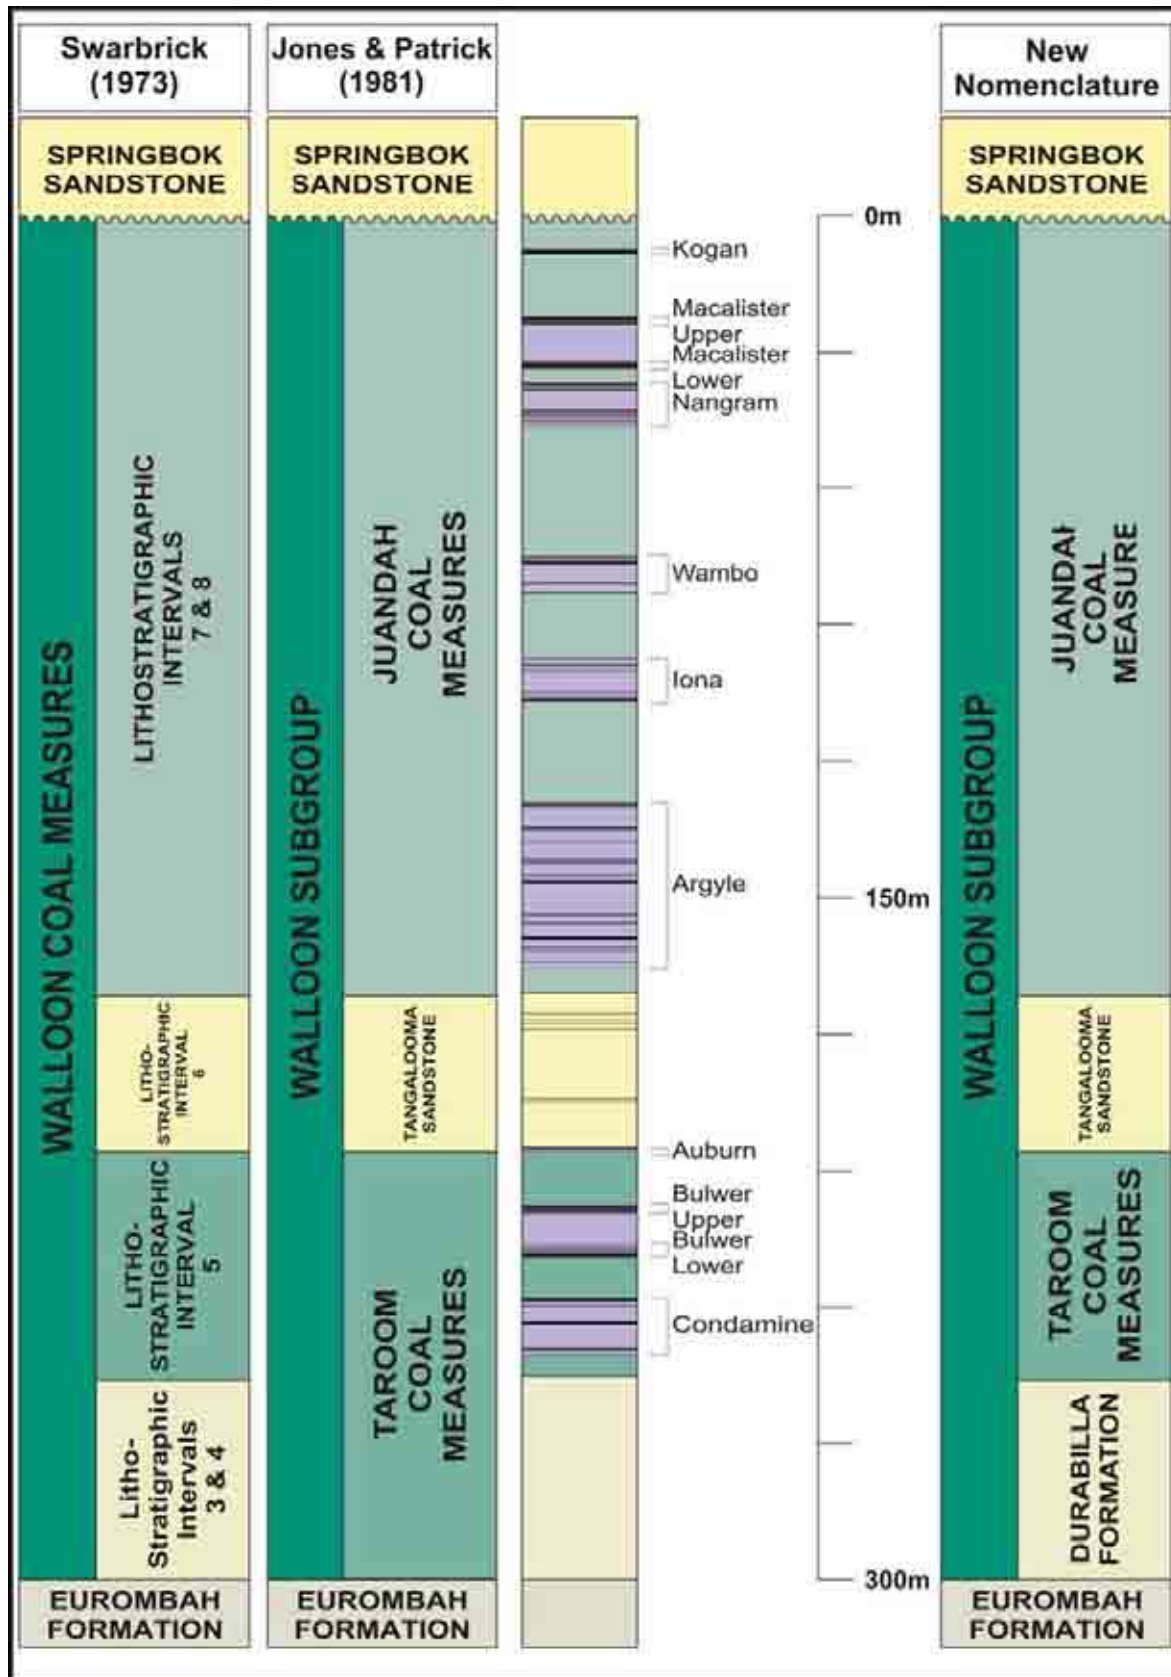 Swarbrick
(1973)
Jones & Patrick
(1981)
New
Nomenclature
SPRINGBOK
SANDSTONE
SPRINGBOK
SANDSTONE
SPRINGBOK
SANDSTONE
WALLOON COAL MEASURES
LITHOSTRATIGRAPHIC
INTERVALS
7 & 8
LITHO-
STRATIGRAPHIC
INTERVAL
6
LITHO-
STRATIGRAPHIC
INTERVAL
5
Litho-
Stratigraphic
Intervals
3 & 4
EUROMBAH
FORMATION
WALLOON SUBGROUP
JUANDAH
COAL
MEASURES
TANGALOOMA
SANDSTONE
TAROOM
COAL
MEASURES
EUROMBAH
FORMATION
Kogan
Macalister
Upper
Macalister
Lower
Nangram
Wambo
Iona
Argyle
Auburn
Bulwer
Upper
Bulwer
Lower
Condamine
0m
150m
300m
WALLOON SUBGROUP
JUANDAH
COAL
MEASURE
TANGALOOMA
SANDSTONE
TAROOM
COAL
MEASURES
DURABILLA
FORMATION
EUROMBAH
FORMATION